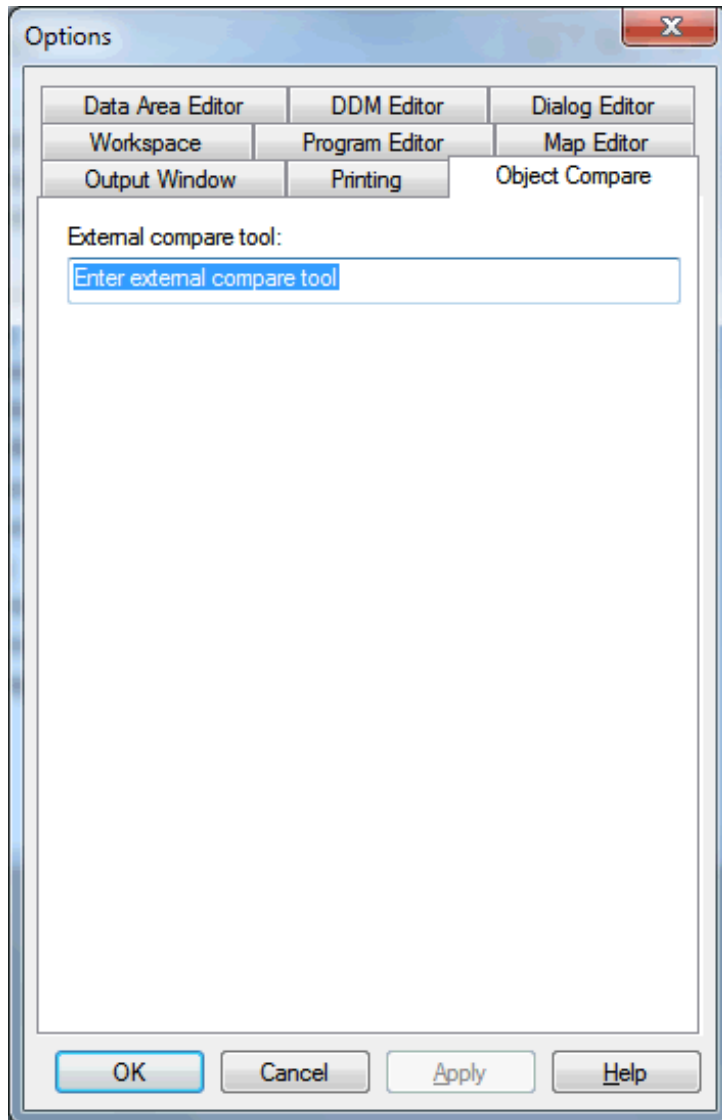 Options
Data Area Editor DDM Editor Dialog Editor
Workspace Program Editor Map Editor
Output Window Printing Object Compare
External compare tool:
Enter external compare tool
OK Cancel Apply Help